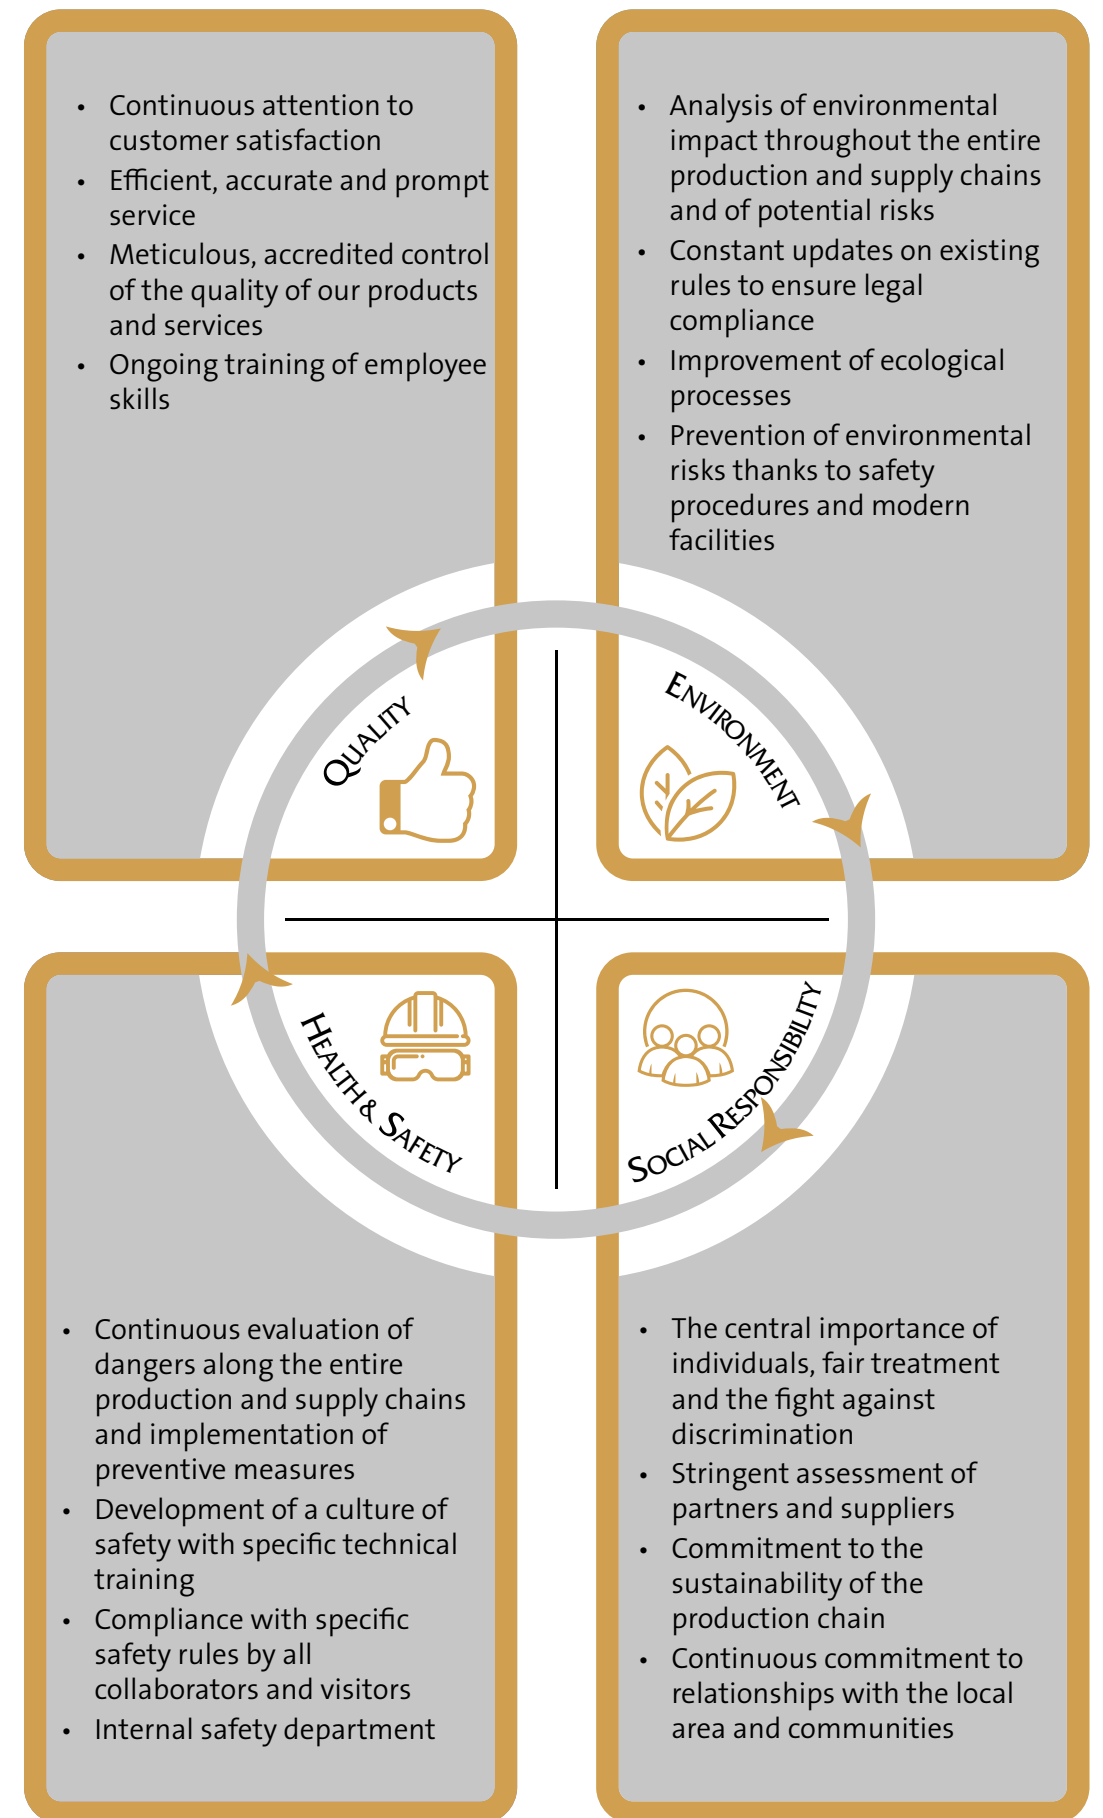 • Continuous attention to
customer satisfaction
• Efficient, accurate and prompt
service
• Meticulous, accredited control
of the quality of our products
and services
• Ongoing training of employee
skills
• Analysis of environmental
impact throughout the entire
production and supply chains
and of potential risks
• Constant updates on existing
rules to ensure legal
compliance
• Improvement of ecological
processes
• Prevention of environmental
risks thanks to safety
procedures and modern
facilities
QUALITY
ENVIRONMENT
HEALTH & SAFETY
SOCIAL RESPONSIBILITY
• Continuous evaluation of
dangers along the entire
production and supply chains
and implementation of
preventive measures
• Development of a culture of
safety with specific technical
training
• Compliance with specific
safety rules by all
collaborators and visitors
• Internal safety department
• The central importance of
individuals, fair treatment
and the fight against
discrimination
• Stringent assessment of
partners and suppliers
• Commitment to the
sustainability of the
production chain
• Continuous commitment to
relationships with the local
area and communities